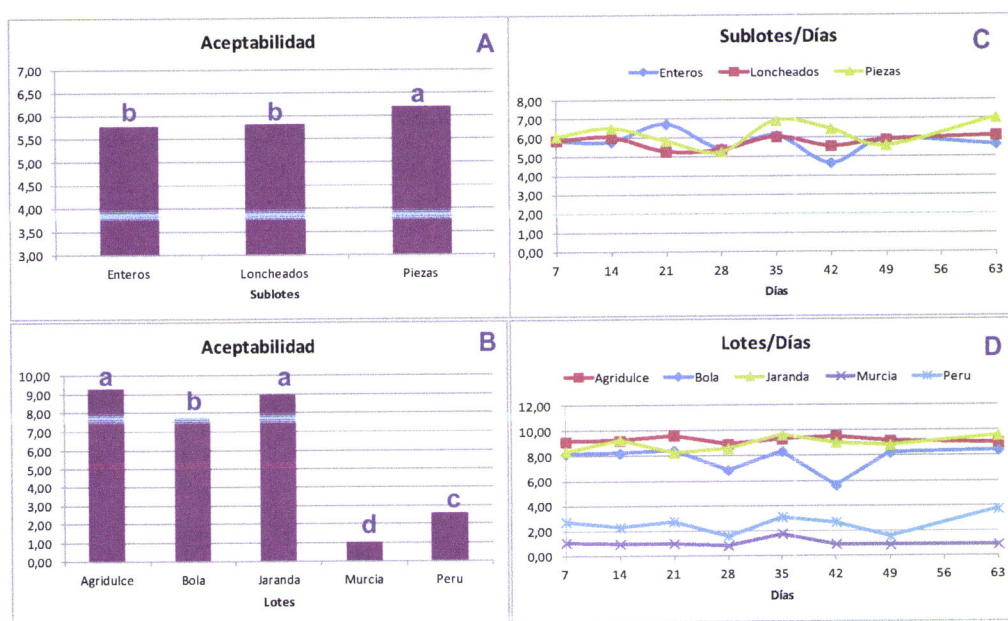 Aceptabilidad A
7,00
6,50
6,00
5,50
5,00
4,50
4,00
3,50
3,00
b b a
Enteros Loncheados Piezas
Sublotes
Sublotes/Días C
Enteros Loncheados Piezas
8,00
7,00
6,00
5,00
4,00
3,00
2,00
1,00
0,00
7 14 21 28 35 42 49 56 63
Días
Aceptabilidad B
10,00
9,00
8,00
7,00
6,00
5,00
4,00
3,00
2,00
1,00
0,00
a b a d c
Agridulce Bola Jaranda Murcia Peru
Lotes
Lotes/Días D
Agridulce Bola Jaranda Murcia Peru
12,00
10,00
8,00
6,00
4,00
2,00
0,00
7 14 21 28 35 42 49 56 63
Días